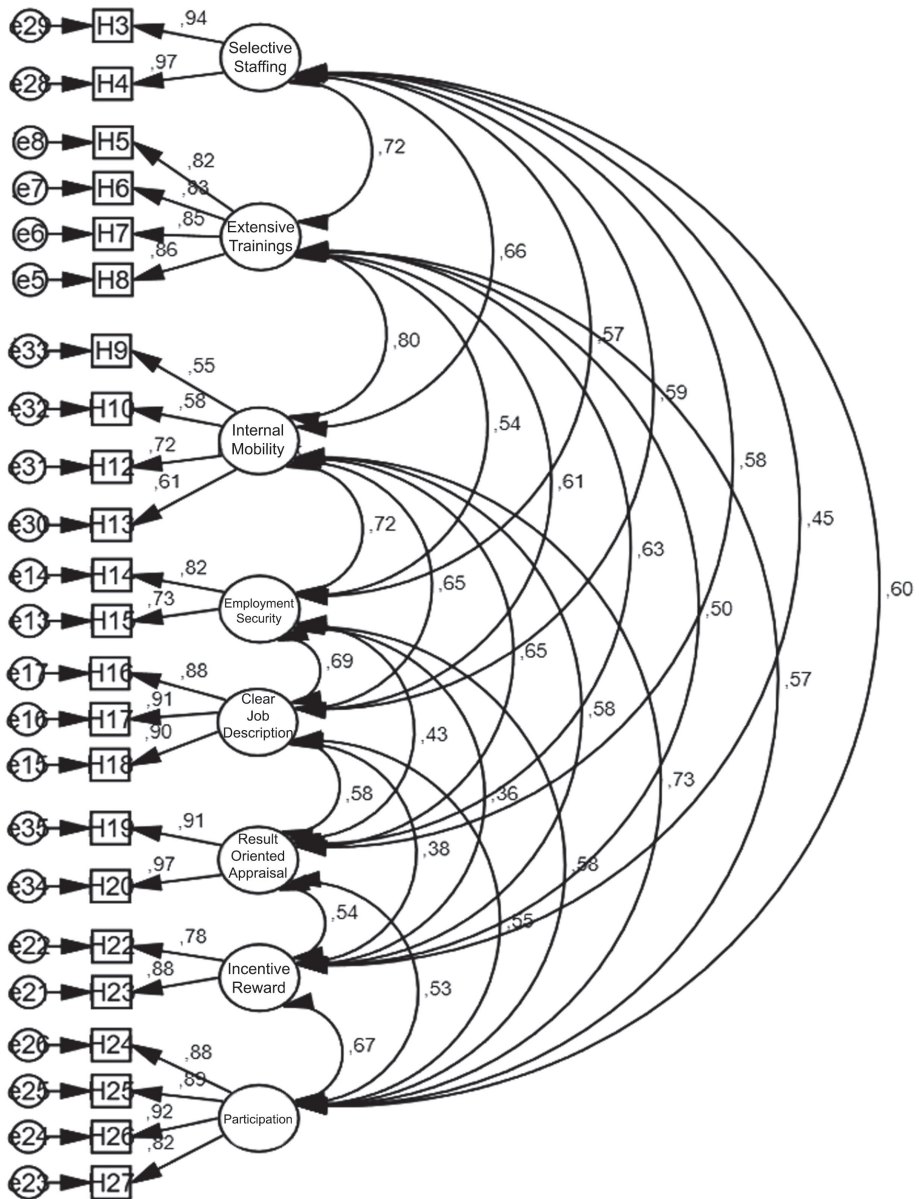 e29 H3 ,94
Selective
Staffing
e28 H4 ,97
e8 H5 ,82
e7 H6 ,83
e6 H7 ,85
e5 H8 ,86
Extensive
Trainings
,72
,66
,80
,57
,59
,54
,61
,58
,45
,63
,60
,50
,57
e33 H9 ,55
e32 H10 ,58
e31 H12 ,72
e30 H13 ,61
Internal
Mobility
,72
,65
,65
,58
,73
e14 H14 ,82
e13 H15 ,73
Employment
Security
,69
,43
,36
,58
e17 H16 ,88
e16 H17 ,91
e15 H18 ,90
Clear
Job
Description
,58
,38
,55
e35 H19 ,91
e34 H20 ,97
Result
Oriented
Appraisal
,54
,53
e22 H22 ,78
e21 H23 ,88
Incentive
Reward
,67
e26 H24 ,88
e25 H25 ,89
e24 H26 ,92
e23 H27 ,82
Participation